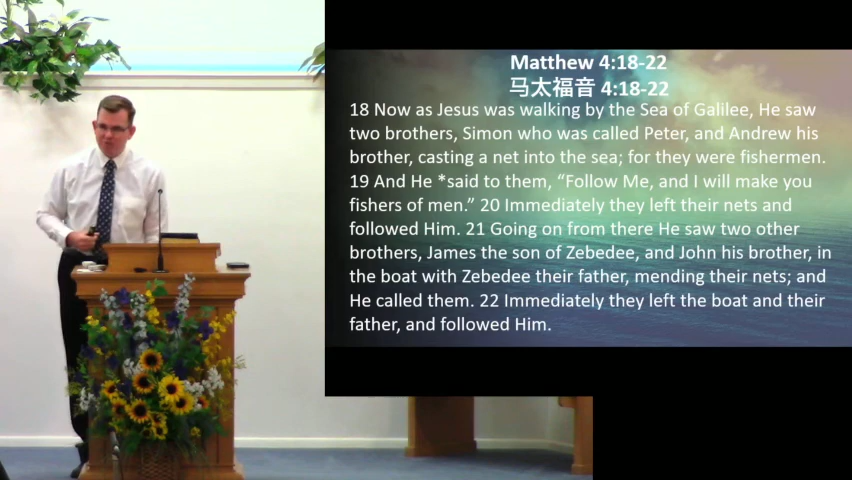 Matthew 4:18-22
马太福音 4:18-22
18 Now as Jesus was walking by the Sea of Galilee, He saw
two brothers, Simon who was called Peter, and Andrew his
brother, casting a net into the sea; for they were fishermen.
19 And He *said to them, “Follow Me, and I will make you
fishers of men.” 20 Immediately they left their nets and
followed Him. 21 Going on from there He saw two other
brothers, James the son of Zebedee, and John his brother, in
the boat with Zebedee their father, mending their nets; and
He called them. 22 Immediately they left the boat and their
father, and followed Him.